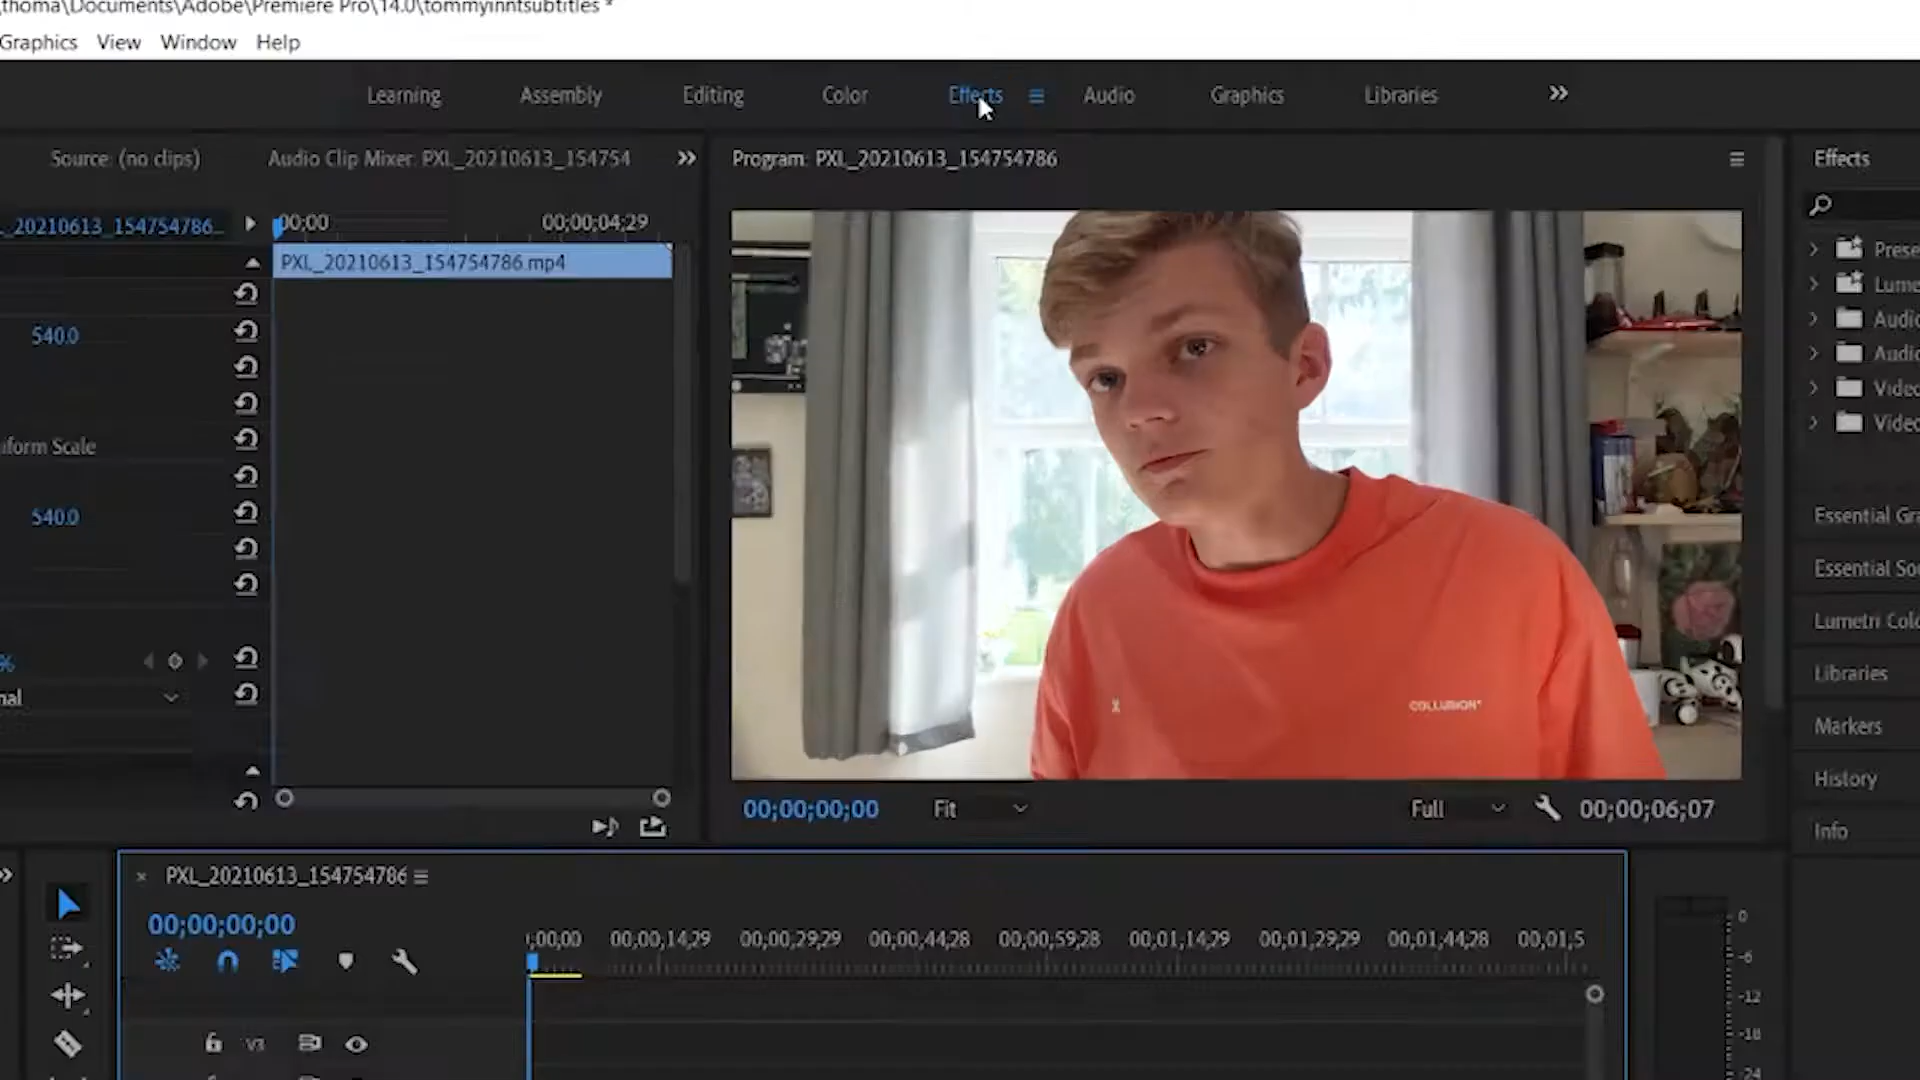 \thoma\Documents\Adobe\Premiere Pro\14.0\tommyinntsubtitles *
Graphics View Window Help
Learning Assembly Editing Color Effects Audio Graphics Libraries
Source: (no clips) Audio Clip Mixer: PXL_20210613_154754
Program: PXL_20210613_154754786
Effects
_20210613_154754786...
00;00 00;00;04;29
PXL_20210613_154754786.mp4
540.0
iform Scale
540.0
%
nal
Prese
Lume
Audio
Audio
Video
Video
X
COLLUSION
Essential Gra
Essential Sou
Lumetri Colo
Libraries
Markers
History
Info
00;00;00;00 Fit Full 00;00;06;07
PXL_20210613_154754786
00;00;00;00
;00;00 00;00;14;29 00;00;29;29 00;00;44;28 00;00;59;28 00;01;14;29 00;01;29;29 00;01;44;28 00;01;5
V3
0
-6
-12
-18
-24